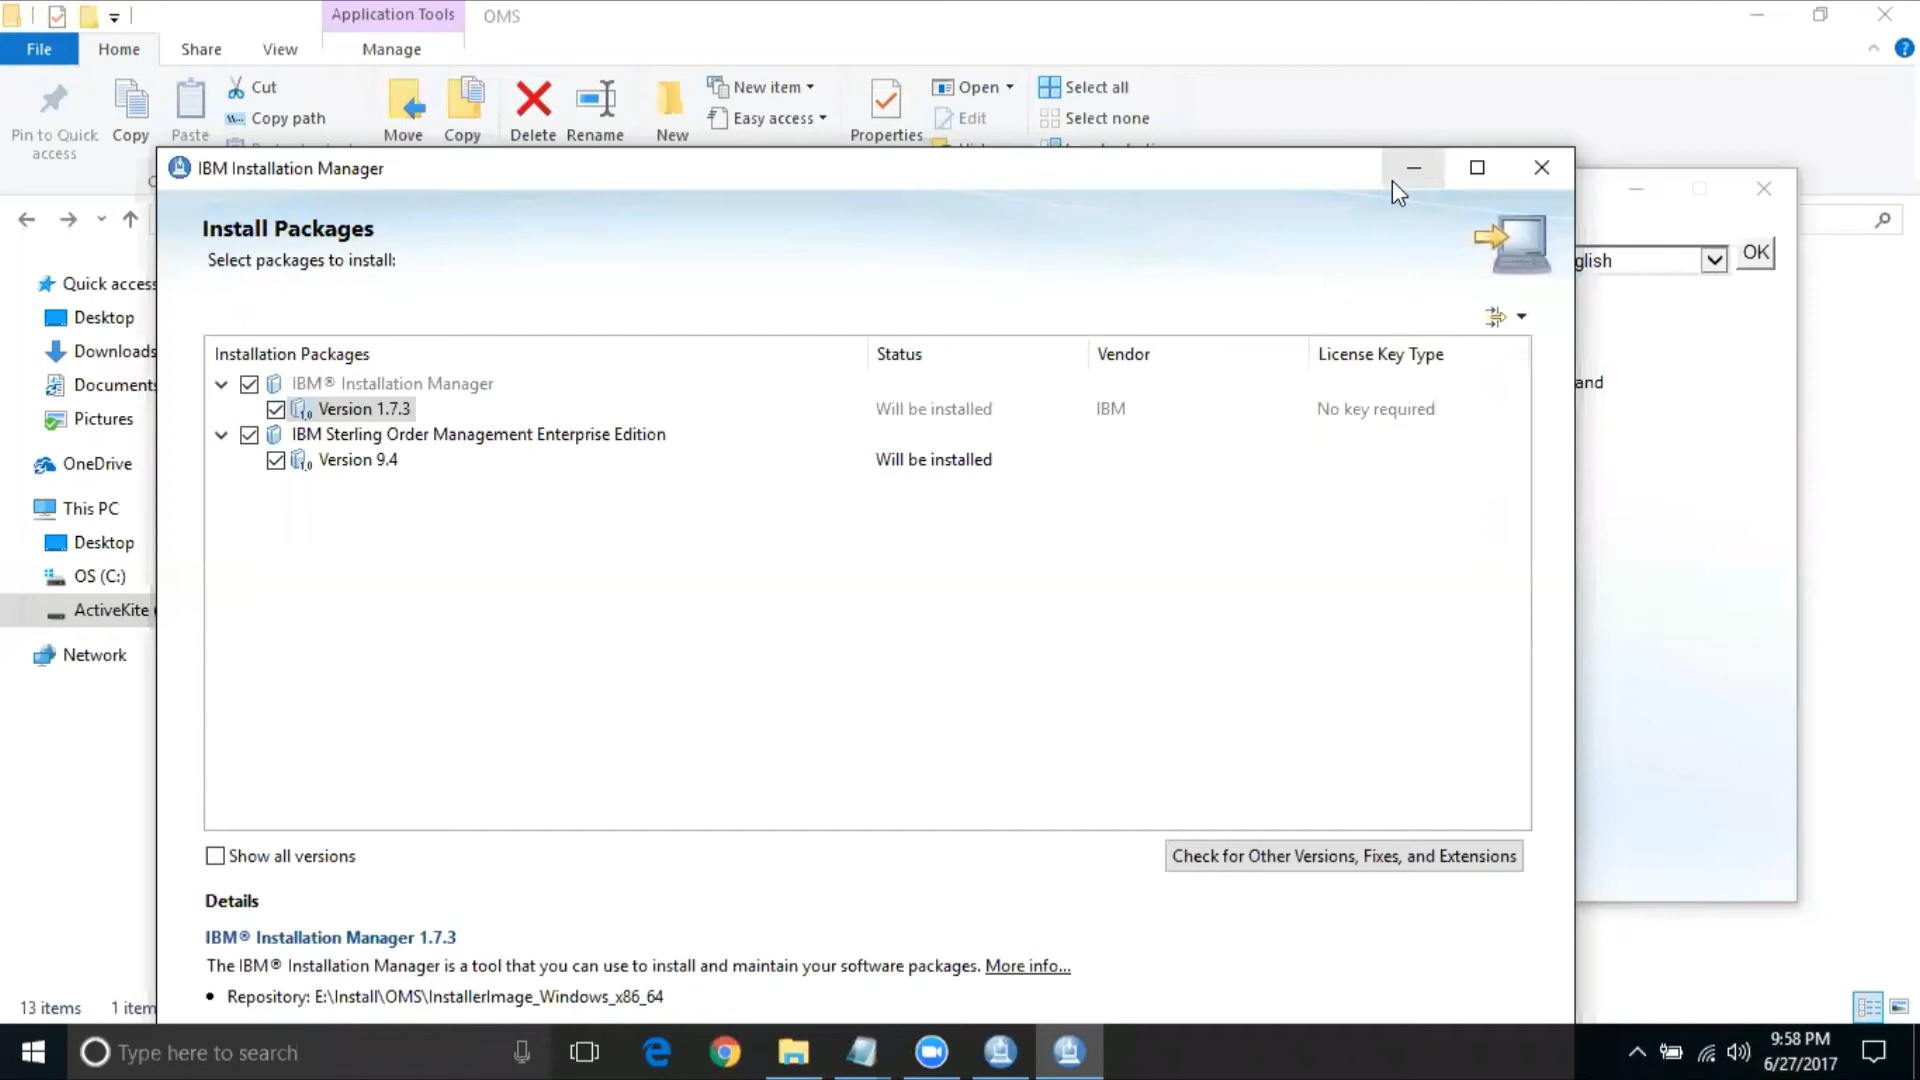 Application Tools
OMS
File
Home
Share
View
Manage
Pin to Quick access
Copy
Paste
Cut
Copy path
Move
Copy
Delete
Rename
New
New item
Easy access
Properties
Open
Edit
Select all
Select none
IBM Installation Manager
Install Packages
Select packages to install:
glish
OK
and
Quick access
Desktop
Downloads
Documents
Pictures
OneDrive
This PC
Desktop
OS (C:)
ActiveKite (
Network
Installation Packages
Status
Vendor
License Key Type
IBM® Installation Manager
Version 1.7.3
Will be installed
IBM
No key required
IBM Sterling Order Management Enterprise Edition
Version 9.4
Will be installed
Show all versions
Check for Other Versions, Fixes, and Extensions
Details
IBM® Installation Manager 1.7.3
The IBM® Installation Manager is a tool that you can use to install and maintain your software packages. More info...
• Repository: E:\Install\OMS\InstallerImage_Windows_x86_64
13 items
1 item
Type here to search
9:58 PM
6/27/2017